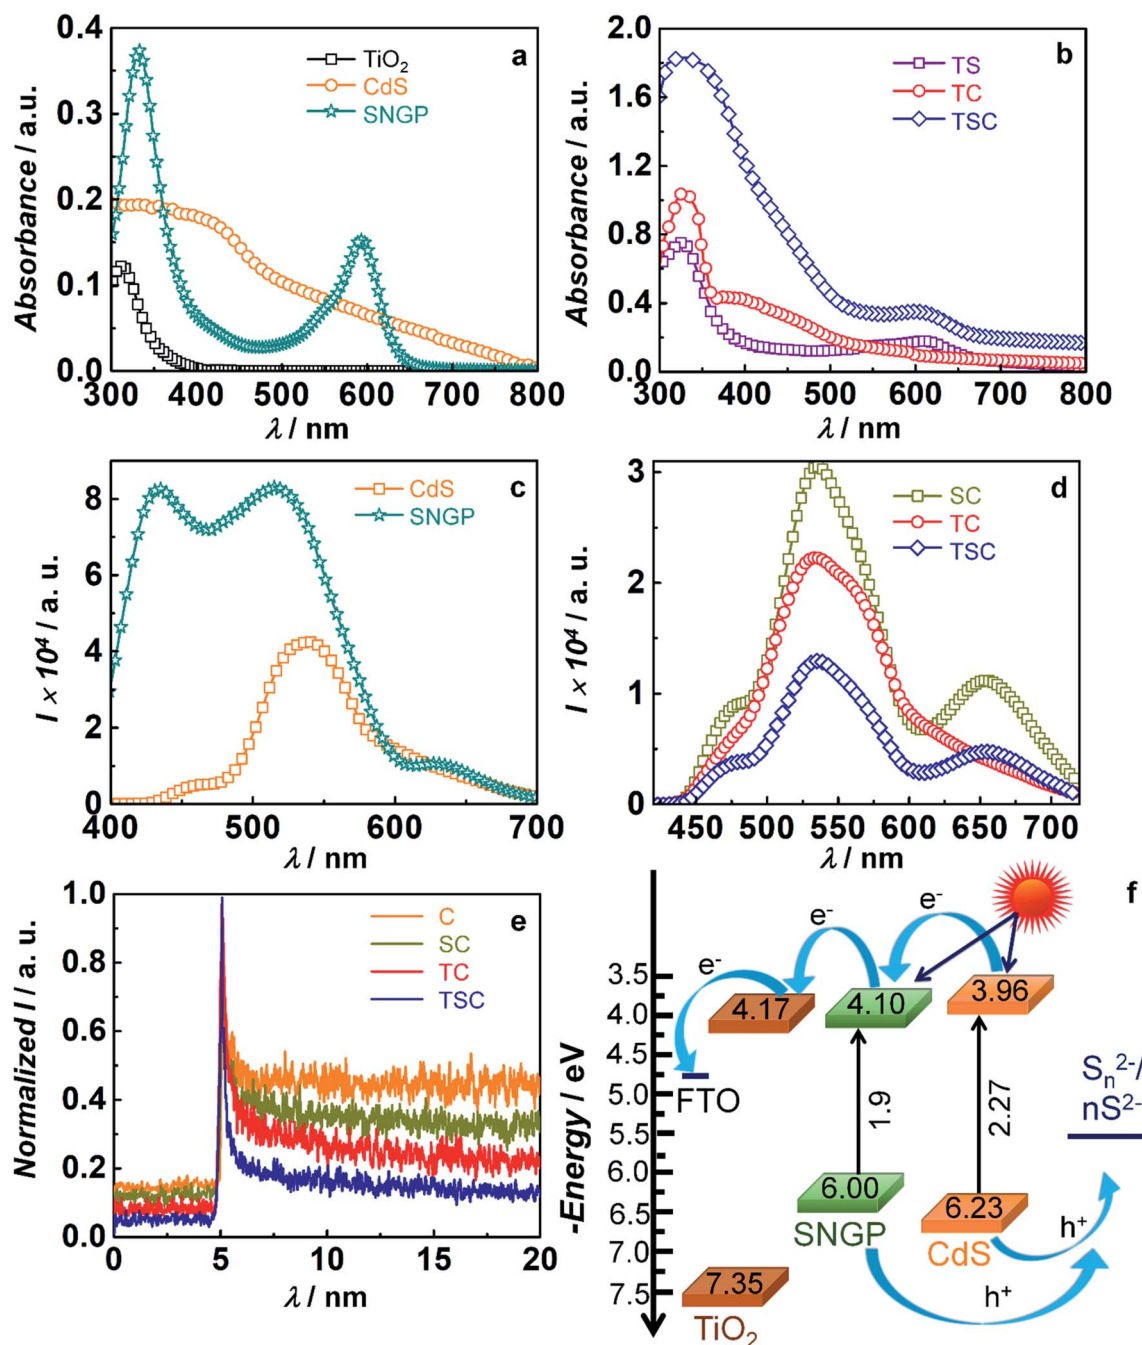 a
TiO2
CdS
SNGP
Absorbance / a.u.
0.4
0.3
0.2
0.1
0.0
300 400 500 600 700 800
λ / nm
b
TS
TC
TSC
Absorbance / a.u.
2.0
1.6
1.2
0.8
0.4
0.0
300 400 500 600 700 800
λ / nm
c
CdS
SNGP
I × 10⁴ / a. u.
8
6
4
2
0
400 500 600 700
λ / nm
d
SC
TC
TSC
I × 10⁴ / a. u.
3
2
1
0
450 500 550 600 650 700
λ / nm
e
C
SC
TC
TSC
Normalized I / a. u.
1.0
0.8
0.6
0.4
0.2
0.0
0 5 10 15 20
λ / nm
f
e⁻
e⁻
e⁻
-Energy / eV
3.5
4.0
4.5
5.0
5.5
6.0
6.5
7.0
7.5
4.17
4.10
3.96
FTO
Sn²⁻/
nS²⁻
1.9
2.27
6.00
6.23
SNGP
CdS
h⁺
h⁺
7.35
TiO2